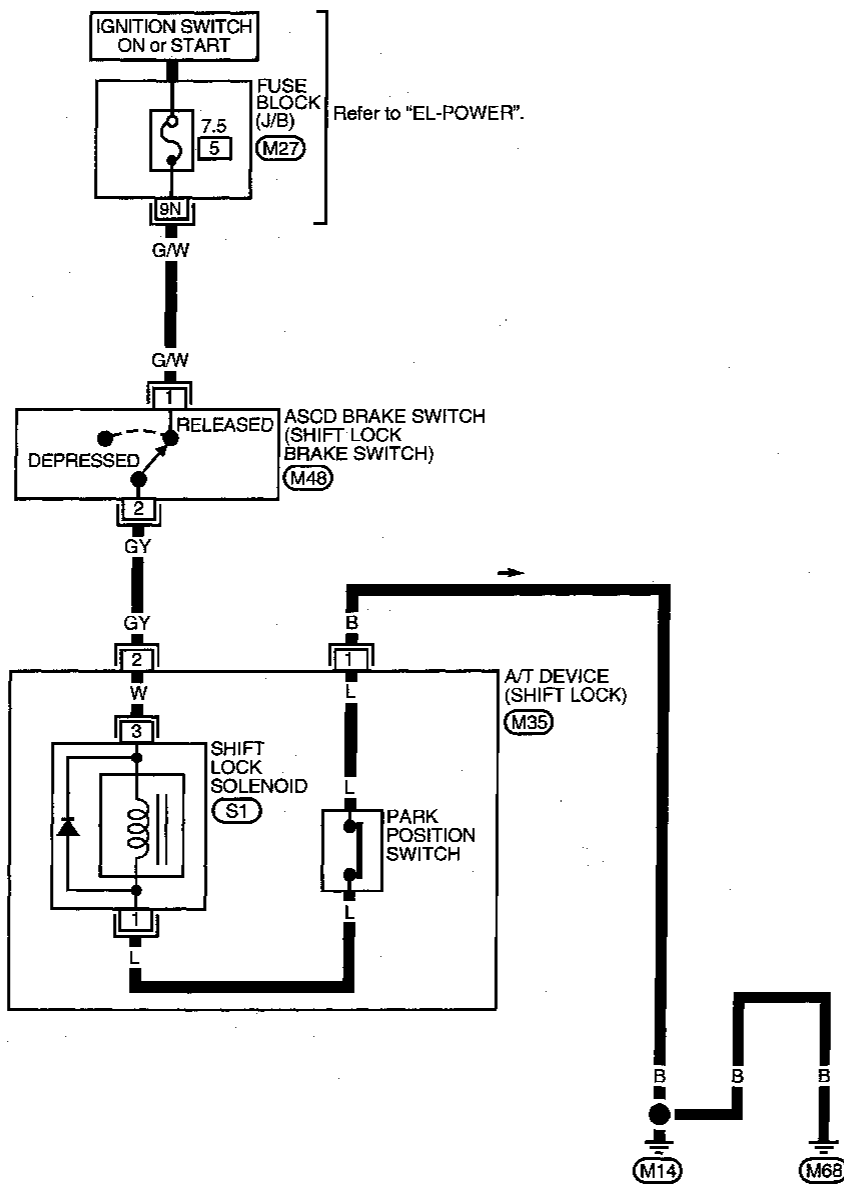 IGNITION SWITCH
ON or START
FUSE
BLOCK
(J/B)
M27
7.5
5
Refer to "EL-POWER".
9N
G/W
G/W
1
RELEASED
DEPRESSED
ASCD BRAKE SWITCH
(SHIFT LOCK
BRAKE SWITCH)
M48
2
GY
GY
B
2
1
W
L
A/T DEVICE
(SHIFT LOCK)
M35
3
SHIFT
LOCK
SOLENOID
S1
L
PARK
POSITION
SWITCH
L
1
L
B
B
B
M14
M68